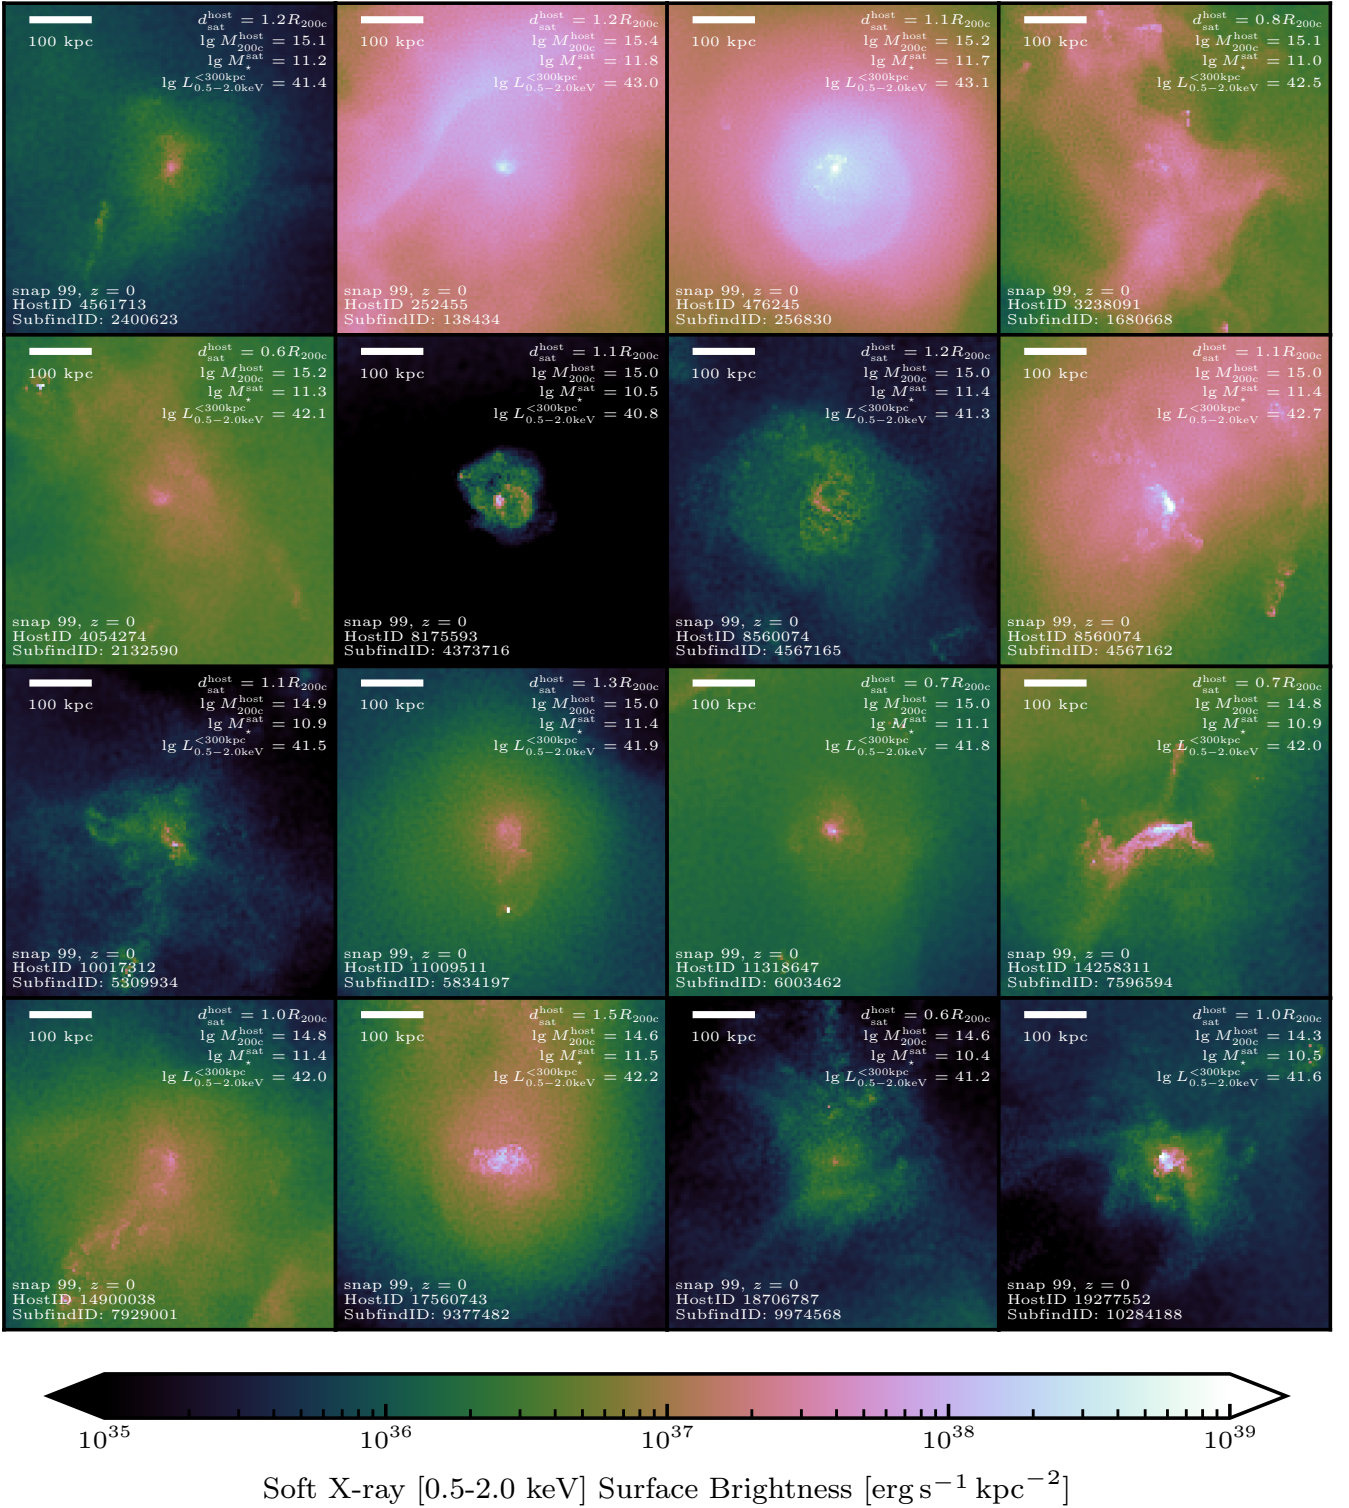 100 kpc
d_sat^host = 1.2R_200c
lg M_200c^host = 15.1
lg M_⋆^sat = 11.2
lg L_0.5−2.0keV^<300kpc = 41.4
snap 99, z = 0
HostID 4561713
SubfindID: 2400623
100 kpc
d_sat^host = 1.2R_200c
lg M_200c^host = 15.4
lg M_⋆^sat = 11.8
lg L_0.5−2.0keV^<300kpc = 43.0
snap 99, z = 0
HostID 252455
SubfindID: 138434
100 kpc
d_sat^host = 1.1R_200c
lg M_200c^host = 15.2
lg M_⋆^sat = 11.7
lg L_0.5−2.0keV^<300kpc = 43.1
snap 99, z = 0
HostID 476245
SubfindID: 256830
100 kpc
d_sat^host = 0.8R_200c
lg M_200c^host = 15.1
lg M_⋆^sat = 11.0
lg L_0.5−2.0keV^<300kpc = 42.5
snap 99, z = 0
HostID 3238091
SubfindID: 1680668
100 kpc
d_sat^host = 0.6R_200c
lg M_200c^host = 15.2
lg M_⋆^sat = 11.3
lg L_0.5−2.0keV^<300kpc = 42.1
snap 99, z = 0
HostID 4054274
SubfindID: 2132590
100 kpc
d_sat^host = 1.1R_200c
lg M_200c^host = 15.0
lg M_⋆^sat = 10.5
lg L_0.5−2.0keV^<300kpc = 40.8
snap 99, z = 0
HostID 8175593
SubfindID: 4373716
100 kpc
d_sat^host = 1.2R_200c
lg M_200c^host = 15.0
lg M_⋆^sat = 11.4
lg L_0.5−2.0keV^<300kpc = 41.3
snap 99, z = 0
HostID 8560074
SubfindID: 4567165
100 kpc
d_sat^host = 1.1R_200c
lg M_200c^host = 15.0
lg M_⋆^sat = 11.4
lg L_0.5−2.0keV^<300kpc = 42.7
snap 99, z = 0
HostID 8560074
SubfindID: 4567162
100 kpc
d_sat^host = 1.1R_200c
lg M_200c^host = 14.9
lg M_⋆^sat = 10.9
lg L_0.5−2.0keV^<300kpc = 41.5
snap 99, z = 0
HostID 10017312
SubfindID: 5309934
100 kpc
d_sat^host = 1.3R_200c
lg M_200c^host = 15.0
lg M_⋆^sat = 11.4
lg L_0.5−2.0keV^<300kpc = 41.9
snap 99, z = 0
HostID 11009511
SubfindID: 5834197
100 kpc
d_sat^host = 0.7R_200c
lg M_200c^host = 15.0
lg M_⋆^sat = 11.1
lg L_0.5−2.0keV^<300kpc = 41.8
snap 99, z = 0
HostID 11318647
SubfindID: 6003462
100 kpc
d_sat^host = 0.7R_200c
lg M_200c^host = 14.8
lg M_⋆^sat = 10.9
lg L_0.5−2.0keV^<300kpc = 42.0
snap 99, z = 0
HostID 14258311
SubfindID: 7596594
100 kpc
d_sat^host = 1.0R_200c
lg M_200c^host = 14.8
lg M_⋆^sat = 11.4
lg L_0.5−2.0keV^<300kpc = 42.0
snap 99, z = 0
HostID 14900038
SubfindID: 7929001
100 kpc
d_sat^host = 1.5R_200c
lg M_200c^host = 14.6
lg M_⋆^sat = 11.5
lg L_0.5−2.0keV^<300kpc = 42.2
snap 99, z = 0
HostID 17560743
SubfindID: 9377482
100 kpc
d_sat^host = 0.6R_200c
lg M_200c^host = 14.6
lg M_⋆^sat = 10.4
lg L_0.5−2.0keV^<300kpc = 41.2
snap 99, z = 0
HostID 18706787
SubfindID: 9974568
100 kpc
d_sat^host = 1.0R_200c
lg M_200c^host = 14.3
lg M_⋆^sat = 10.5
lg L_0.5−2.0keV^<300kpc = 41.6
snap 99, z = 0
HostID 19277552
SubfindID: 10284188
10^35 10^36 10^37 10^38 10^39
Soft X-ray [0.5-2.0 keV] Surface Brightness [erg s^−1 kpc^−2]